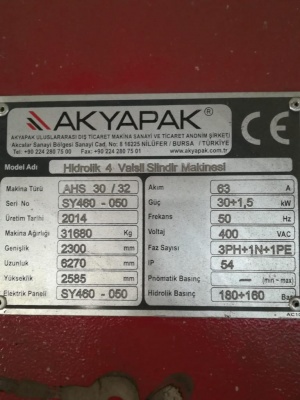 AKYAPAK®
AKYAPAK ULUSLARARASI DIŞ TİCARET MAKİNA SANAYİ VE TİCARET ANONİM ŞİRKETİ
Akcılar Sanayi Bölgesi Sanayi Cad, No: 8 16225 NİLÜFER / BURSA / TÜRKİYE
Tel: +90 224 280 75 00 Fax: +90 224 280 75 01 www.akyapak.com.tr
Model Adı Hidrolik 4 Valsli Silindir Makinesi
Makina Türü AHS 30 / 32
Seri No SY460 - 050
Üretim Tarihi 2014
Makina Ağırlığı 31680 Kg
Genişlik 2300 mm
Uzunluk 6270 mm
Yükseklik 2585 mm
Elektrik Paneli SY460 - 050
Akım 63 A
Güç 30+1,5 kW
Frekans 50 Hz
Voltaj 400 VAC
Faz Sayısı 3PH+1N+1PE
IP 54
Pnömatik Basınç — (min ~ max)
Hidrolik Basınç 180+160 Bar